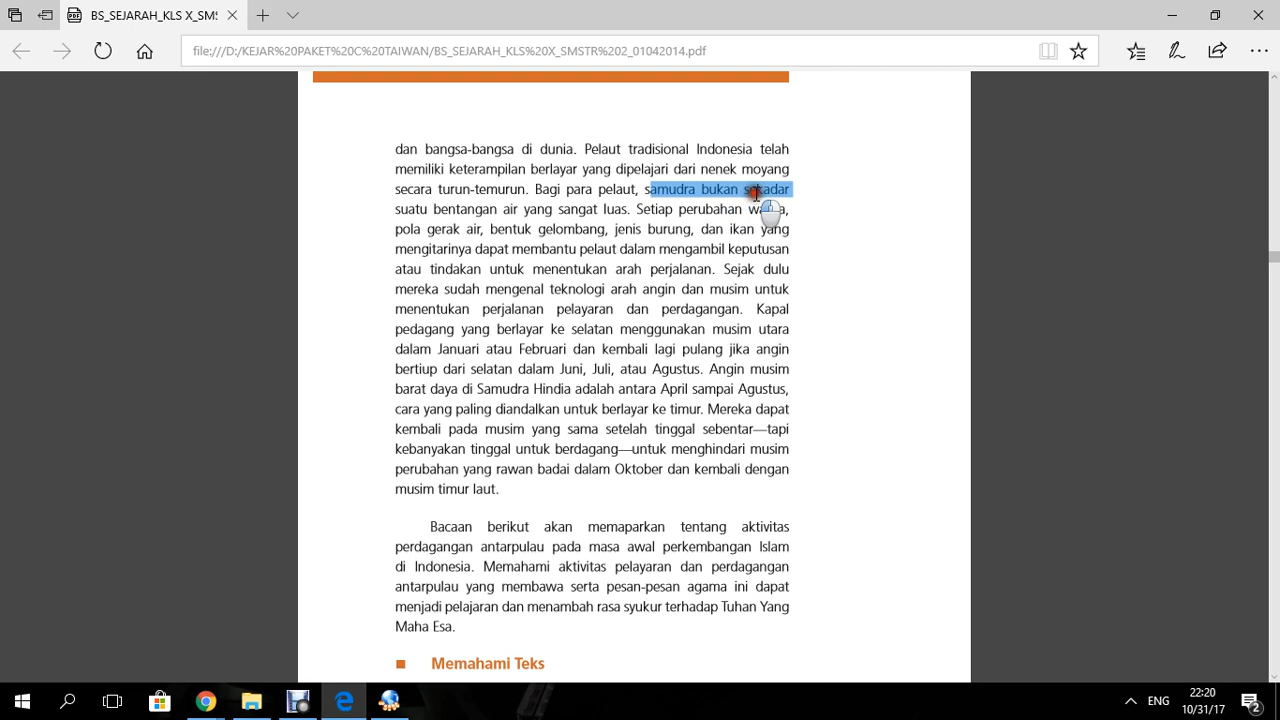 BS_SEJARAH_KLS X_SMS
file:///D:/KEJAR%20PAKET%20C%20TAIWAN/BS_SEJARAH_KLS%20X_SMSTR%202_01042014.pdf
dan bangsa-bangsa di dunia. Pelaut tradisional Indonesia telah
memiliki keterampilan berlayar yang dipelajari dari nenek moyang
secara turun-temurun. Bagi para pelaut, samudra bukan sekadar
suatu bentangan air yang sangat luas. Setiap perubahan warna,
pola gerak air, bentuk gelombang, jenis burung, dan ikan yang
mengitarinya dapat membantu pelaut dalam mengambil keputusan
atau tindakan untuk menentukan arah perjalanan. Sejak dulu
mereka sudah mengenal teknologi arah angin dan musim untuk
menentukan perjalanan pelayaran dan perdagangan. Kapal
pedagang yang berlayar ke selatan menggunakan musim utara
dalam Januari atau Februari dan kembali lagi pulang jika angin
bertiup dari selatan dalam Juni, Juli, atau Agustus. Angin musim
barat daya di Samudra Hindia adalah antara April sampai Agustus,
cara yang paling diandalkan untuk berlayar ke timur. Mereka dapat
kembali pada musim yang sama setelah tinggal sebentar—tapi
kebanyakan tinggal untuk berdagang—untuk menghindari musim
perubahan yang rawan badai dalam Oktober dan kembali dengan
musim timur laut.
Bacaan berikut akan memaparkan tentang aktivitas
perdagangan antarpulau pada masa awal perkembangan Islam
di Indonesia. Memahami aktivitas pelayaran dan perdagangan
antarpulau yang membawa serta pesan-pesan agama ini dapat
menjadi pelajaran dan menambah rasa syukur terhadap Tuhan Yang
Maha Esa.
Memahami Teks
ENG
22:20
10/31/17
2